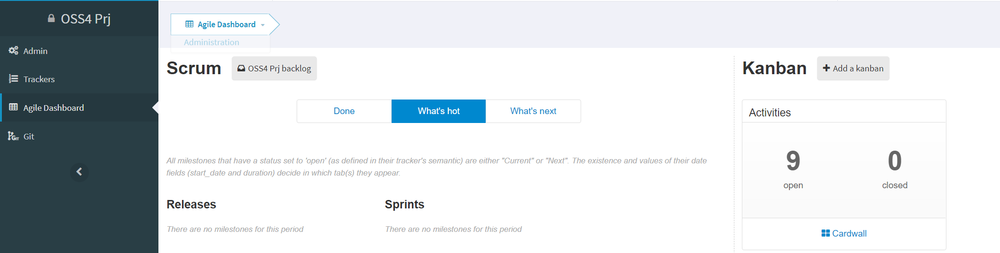 OSS4 Prj
Admin
Trackers
Agile Dashboard
Git
Agile Dashboard
Administration
Scrum
OSS4 Prj backlog
Done
What's hot
What's next
All milestones that have a status set to 'open' (as defined in their tracker's semantic) are either "Current" or "Next". The existence and values of their date
fields (start_date and duration) decide in which tab(s) they appear.
Releases
There are no milestones for this period
Sprints
There are no milestones for this period
Kanban
Add a kanban
Activities
9
open
0
closed
Cardwall